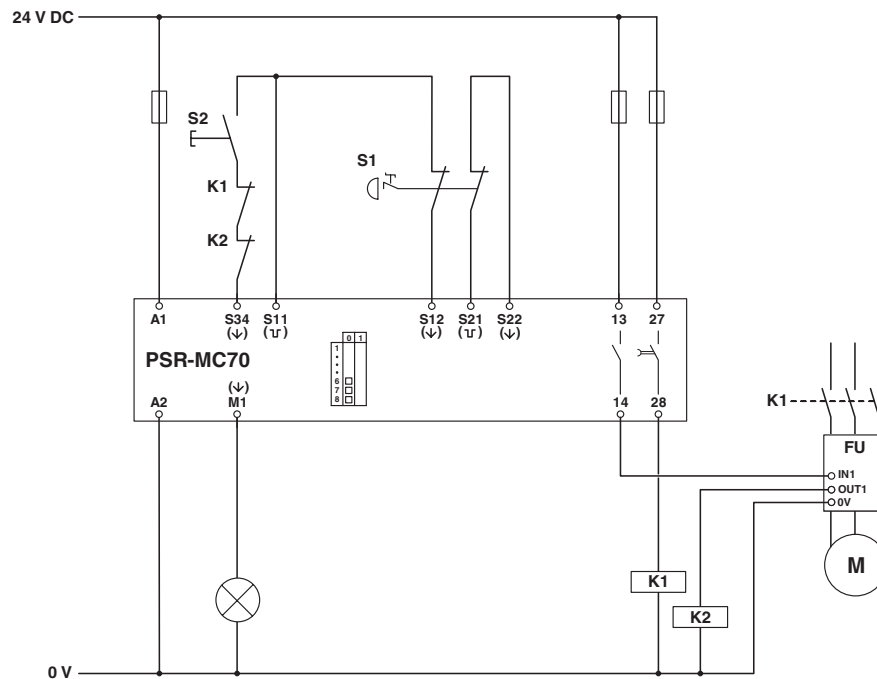 24 V DC
S2
S1
K1
K2
A1
S34
S11
S12
S21
S22
13
27
(↓)
(↓)
(↓)
0 1
1
PSR-MC70
6
7
8
(↓)
A2
M1
14
28
K1
FU
IN1
OUT1
0V
M
K1
K2
0 V